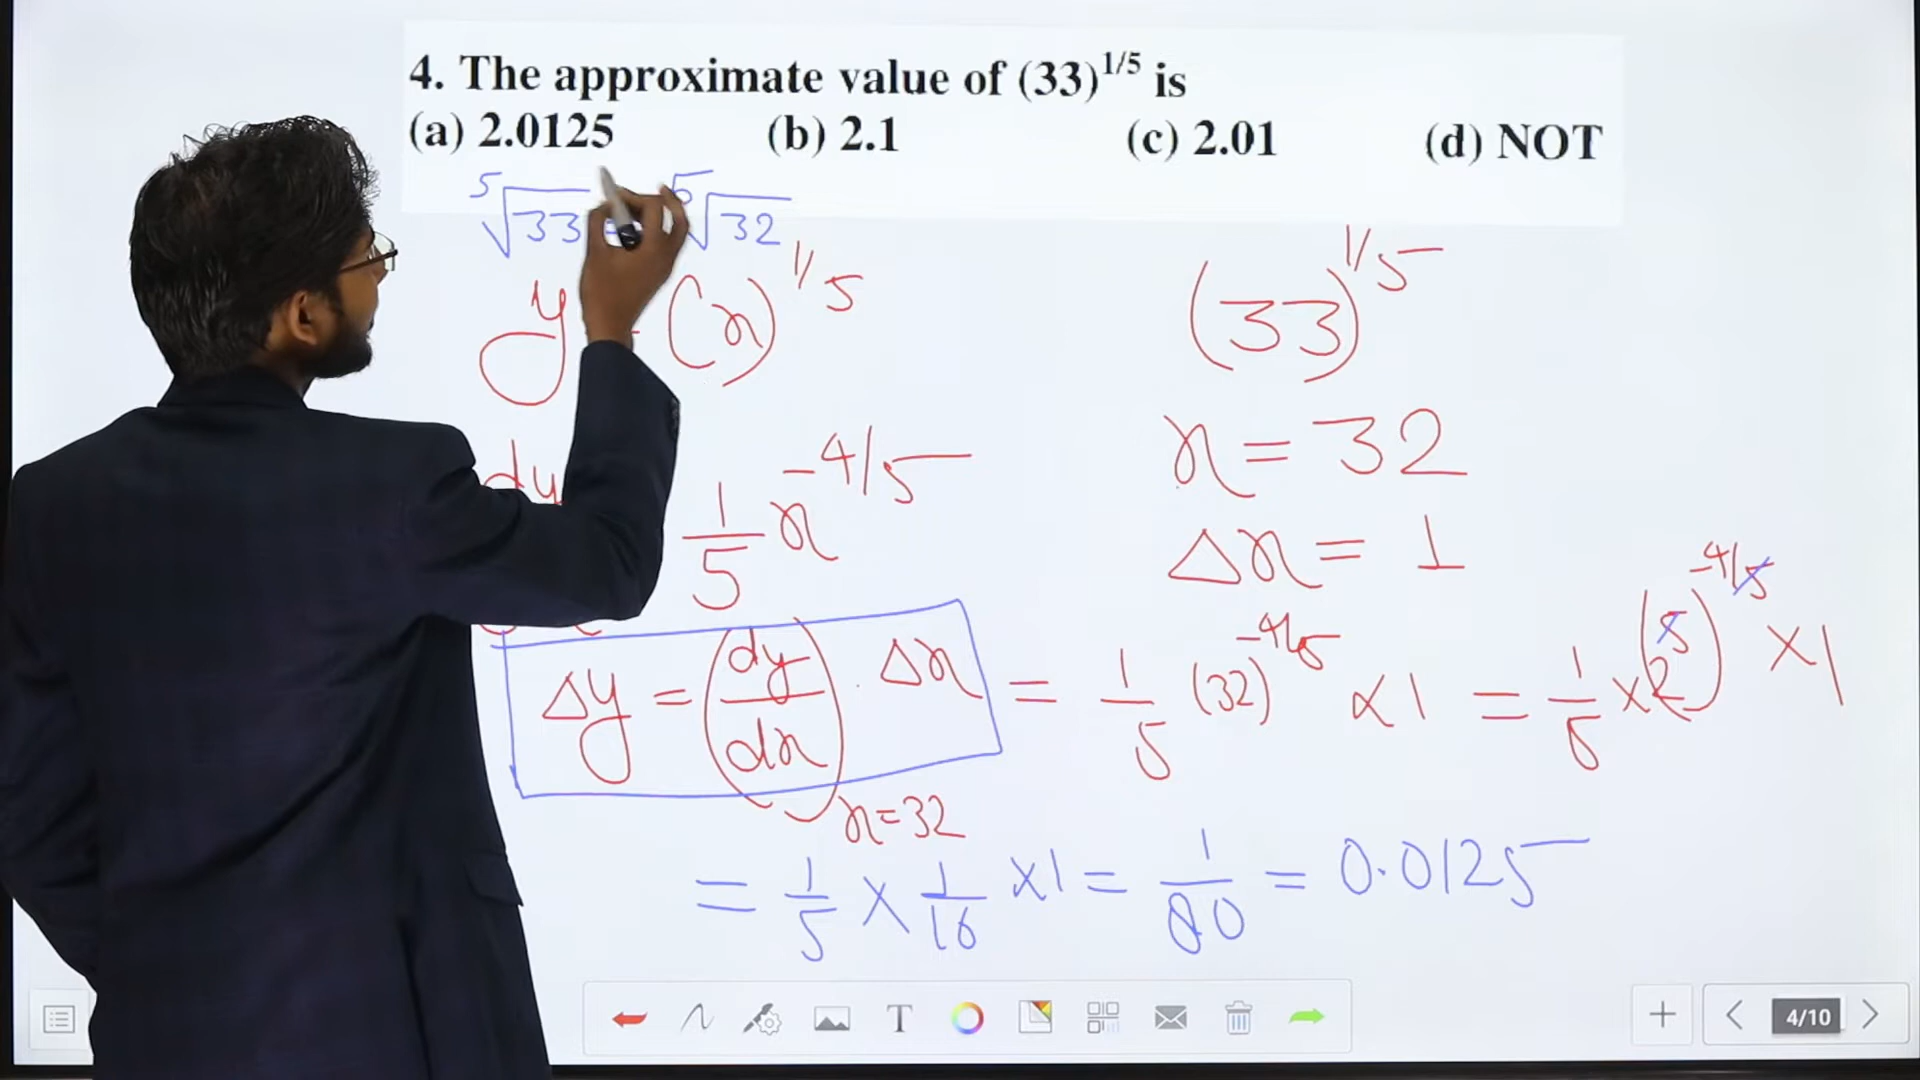 4. The approximate value of (33)^1/5 is
(a) 2.0125 (b) 2.1 (c) 2.01 (d) NOT
⁵√33 = ⁵√32
y = (x)^1/5
(33)^1/5
dy
1/5 x^-4/5
x = 32
Δx = 1
Δy = (dy/dx)x=32 · Δx = 1/5 (32)^-4/5 × 1 = 1/5 × (2^5)^-4/5 × 1
= 1/5 × 1/16 × 1 = 1/80 = 0.0125
T
4/10